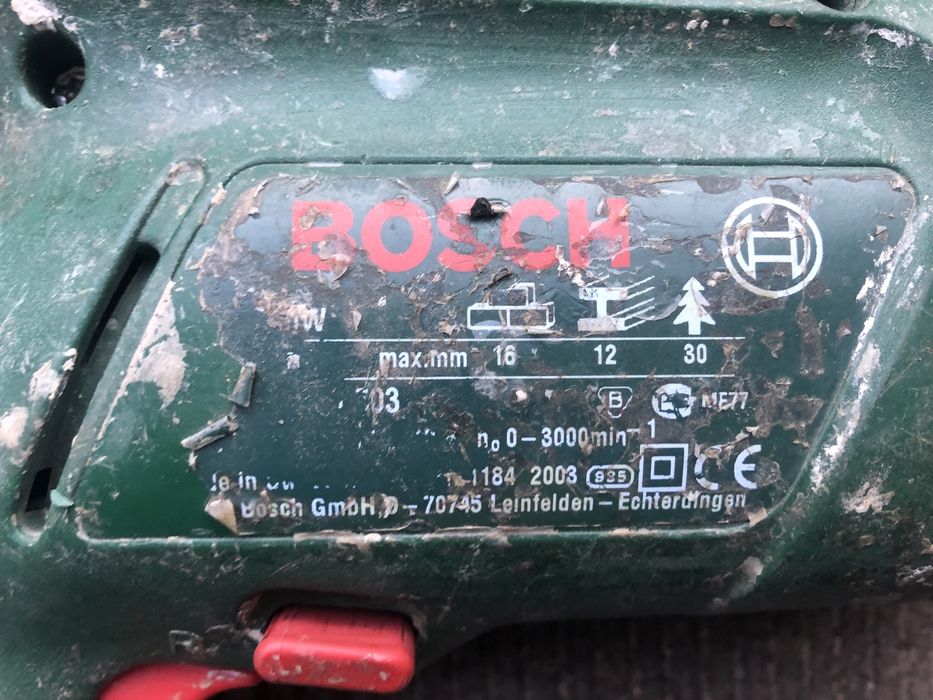 BOSCH
max.mm 16 12 30
03 B ME77
n₀ 0-3000min⁻¹
1184 2003 935 CE
Bosch GmbH, D-70745 Leinfelden-Echterdingen